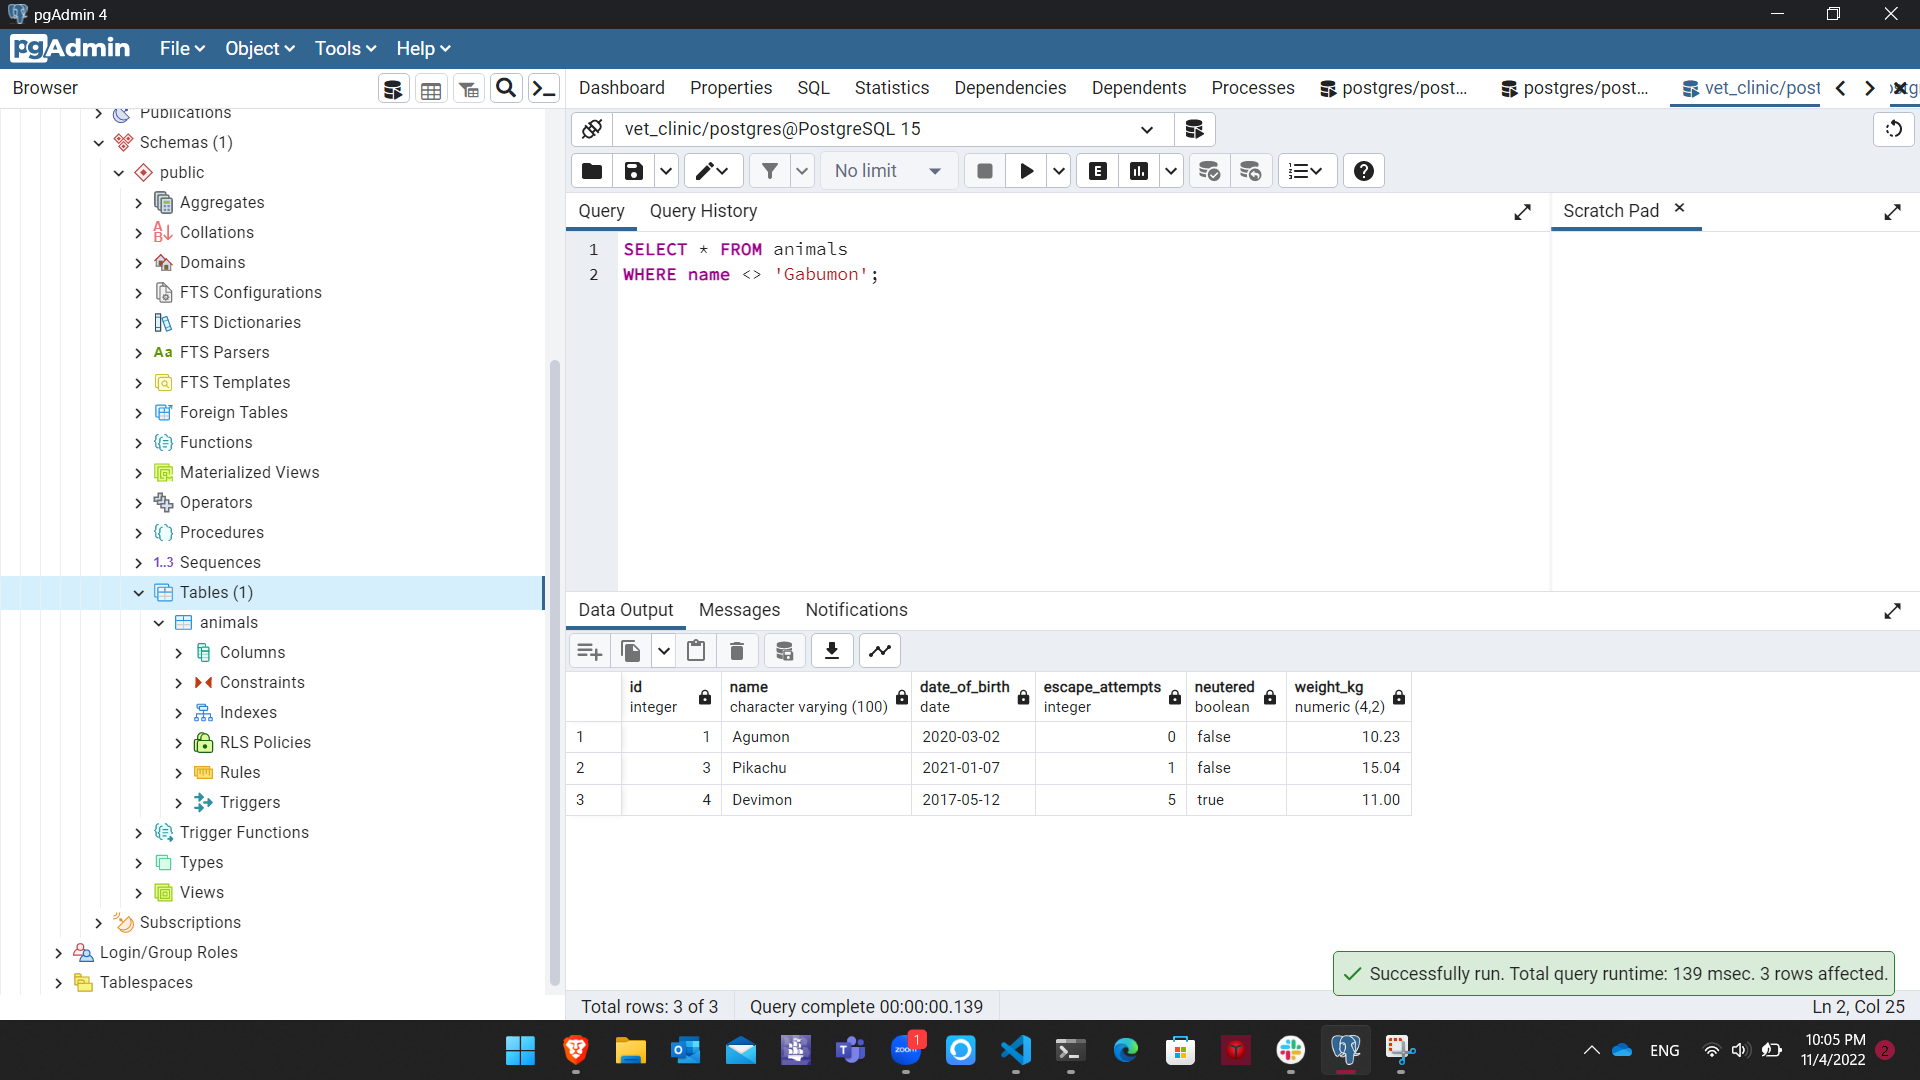 pgAdmin 4
pgAdmin File Object Tools Help
Browser
Dashboard Properties SQL Statistics Dependencies Dependents Processes postgres/post... postgres/post... vet_clinic/post
Publications
Schemas (1)
public
Aggregates
Collations
Domains
FTS Configurations
FTS Dictionaries
Aa FTS Parsers
FTS Templates
Foreign Tables
Functions
Materialized Views
Operators
Procedures
1..3 Sequences
Tables (1)
animals
Columns
Constraints
Indexes
RLS Policies
Rules
Triggers
Trigger Functions
Types
Views
Subscriptions
Login/Group Roles
Tablespaces
vet_clinic/postgres@PostgreSQL 15
No limit
E
Query Query History
Scratch Pad
1 SELECT * FROM animals
2 WHERE name <> 'Gabumon';
Data Output Messages Notifications
id name date_of_birth escape_attempts neutered weight_kg
integer character varying (100) date integer boolean numeric (4,2)
1 1 Agumon 2020-03-02 0 false 10.23
2 3 Pikachu 2021-01-07 1 false 15.04
3 4 Devimon 2017-05-12 5 true 11.00
Successfully run. Total query runtime: 139 msec. 3 rows affected.
Total rows: 3 of 3 Query complete 00:00:00.139 Ln 2, Col 25
zoom 1
ENG
10:05 PM
11/4/2022
2